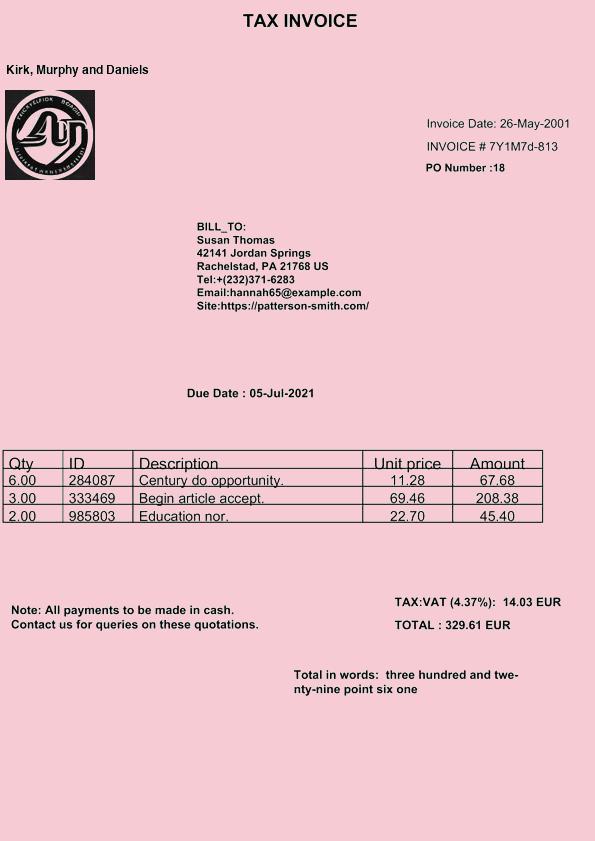 TAX INVOICE
Kirk, Murphy and Daniels
Invoice Date: 26-May-2001
INVOICE # 7Y1M7d-813
PO Number :18
BILL_TO:
Susan Thomas
42141 Jordan Springs
Rachelstad, PA 21768 US
Tel:+(232)371-6283
Email:hannah65@example.com
Site:https://patterson-smith.com/
Due Date : 05-Jul-2021
Qty ID Description Unit price Amount
6.00 284087 Century do opportunity. 11.28 67.68
3.00 333469 Begin article accept. 69.46 208.38
2.00 985803 Education nor. 22.70 45.40
TAX:VAT (4.37%): 14.03 EUR
Note: All payments to be made in cash.
Contact us for queries on these quotations.
TOTAL : 329.61 EUR
Total in words: three hundred and twe-
nty-nine point six one